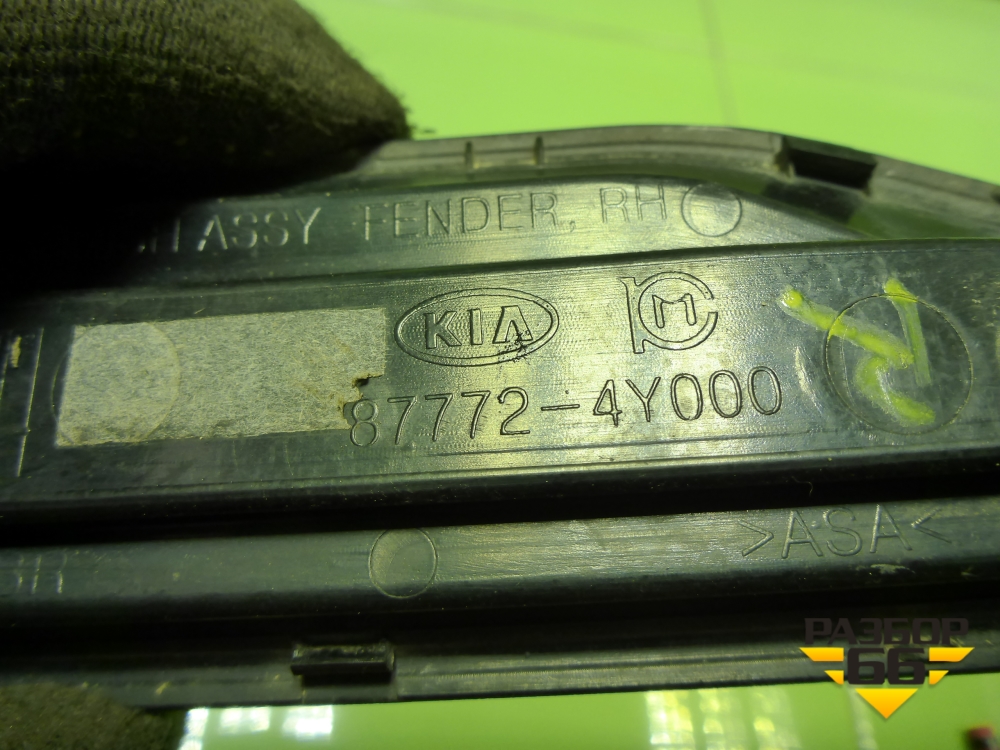 ASSY FENDER, RH
KIA
87772-4Y000
>ASA<
РАЗБОР
66